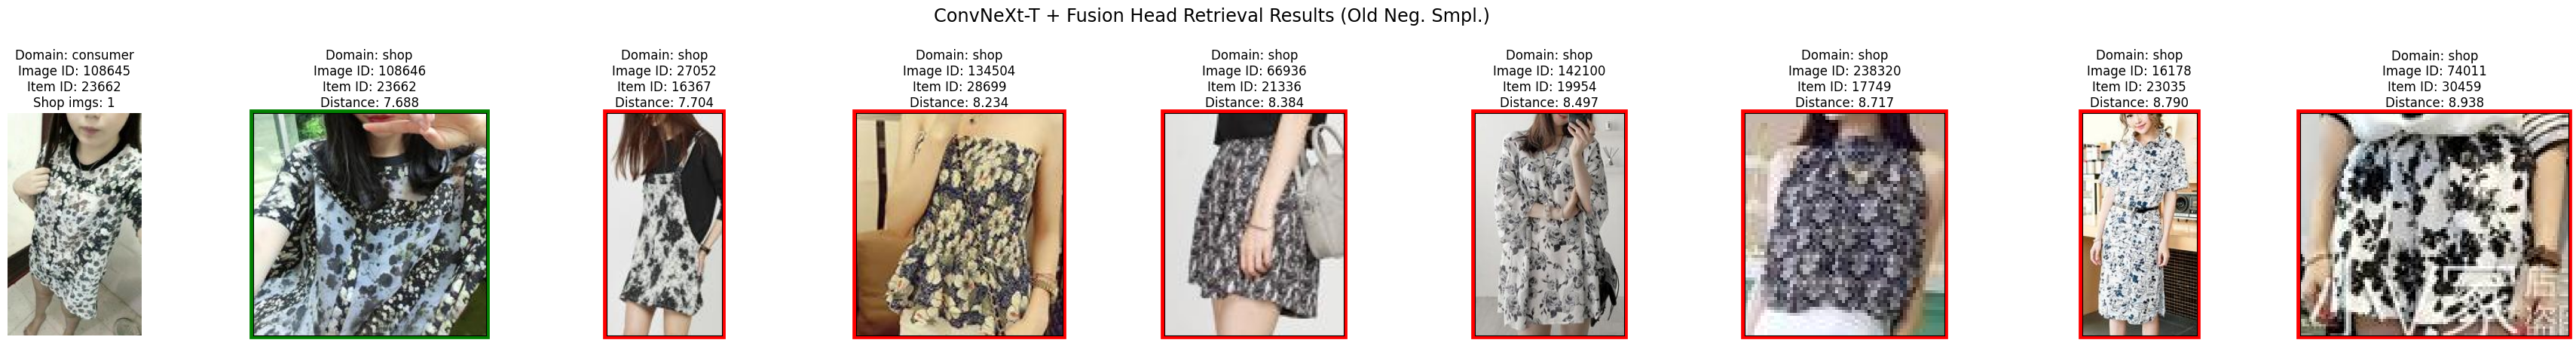 ConvNeXt-T + Fusion Head Retrieval Results (Old Neg. Smpl.)
Domain: consumer
Image ID: 108645
Item ID: 23662
Shop imgs: 1
Domain: shop
Image ID: 108646
Item ID: 23662
Distance: 7.688
Domain: shop
Image ID: 27052
Item ID: 16367
Distance: 7.704
Domain: shop
Image ID: 134504
Item ID: 28699
Distance: 8.234
Domain: shop
Image ID: 66936
Item ID: 21336
Distance: 8.384
Domain: shop
Image ID: 142100
Item ID: 19954
Distance: 8.497
Domain: shop
Image ID: 238320
Item ID: 17749
Distance: 8.717
Domain: shop
Image ID: 16178
Item ID: 23035
Distance: 8.790
Domain: shop
Image ID: 74011
Item ID: 30459
Distance: 8.938